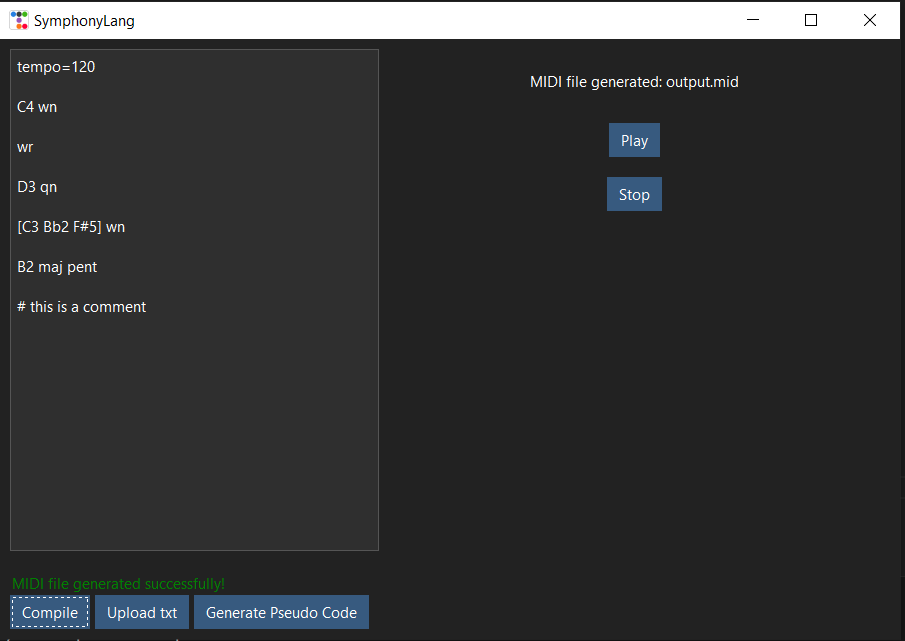 SymphonyLang
tempo=120
C4 wn
wr
D3 qn
[C3 Bb2 F#5] wn
B2 maj pent
# this is a comment
MIDI file generated: output.mid
Play
Stop
MIDI file generated successfully!
Compile Upload txt Generate Pseudo Code